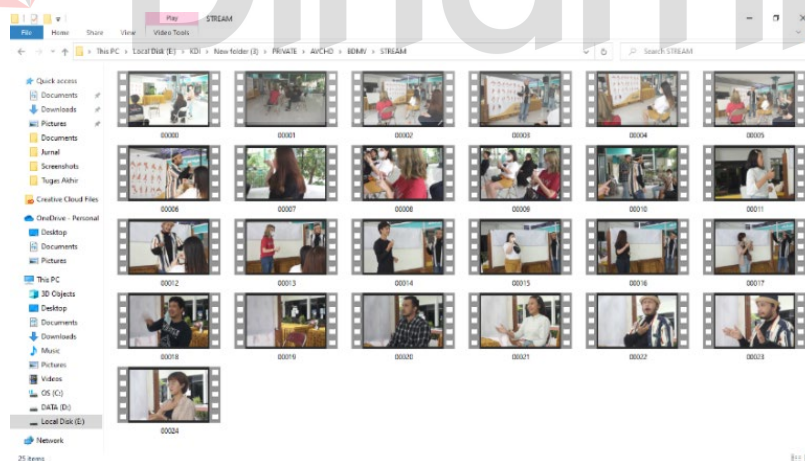 Play STREAM
File Home Share View Video Tools
This PC > Local Disk (E:) > KDi > New folder (3) > PRIVATE > AVCHD > BDMV > STREAM
Search STREAM
Quick access
Documents
Downloads
Pictures
Documents
Jurnal
Screenshots
Tugas Akhir
Creative Cloud Files
OneDrive - Personal
Desktop
Documents
Pictures
This PC
3D Objects
Desktop
Documents
Downloads
Music
Pictures
Videos
OS (C:)
DATA (D:)
Local Disk (E:)
Network
25 items
00000 00001 00002 00003 00004 00005
00006 00007 00008 00009 00010 00011
00012 00013 00014 00015 00016 00017
00018 00019 00020 00021 00022 00023
00024